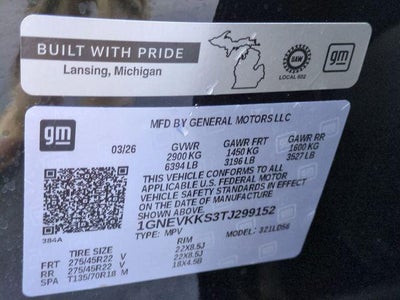 BUILT WITH PRIDE
Lansing, Michigan
UAW
LOCAL 602
gm
gm
MFD BY GENERAL MOTORS LLC
03/26 GVWR GAWR FRT GAWR RR
2900 KG 1450 KG 1600 KG
6394 LB 3196 LB 3527 LB
THIS VEHICLE CONFORMS TO ALL
APPLICABLE U.S. FEDERAL MOTOR
VEHICLE SAFETY STANDARDS IN EFFECT
ON THE DATE OF MANUFACTURE SHOWN ABOVE.
1GNEVKKS3TJ299152
TYPE: MPV MODEL: 321LD56
384A
TIRE SIZE RIM
FRT 275/45R22 V 22X8.5J
RR 275/45R22 V 22X8.5J
SPA T135/70R18 M 18X4.5B